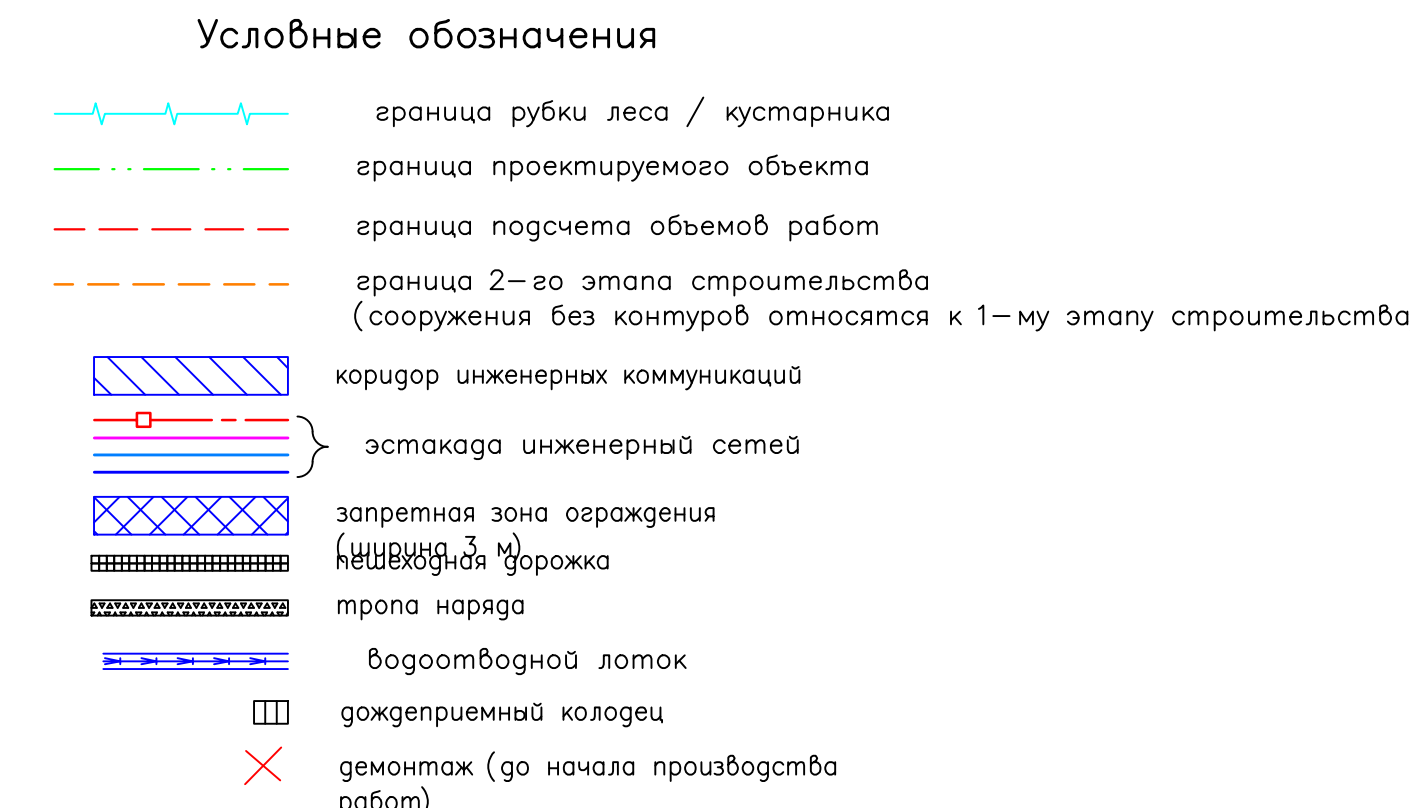 Условные обозначения
граница рубки леса / кустарника
граница проектируемого объекта
граница подсчета объемов работ
граница 2-го этапа строительства
(сооружения без контуров относятся к 1-му этапу строительства
коридор инженерных коммуникаций
эстакада инженерный сетей
запретная зона ограждения
(ширина 3 м)
пешеходная дорожка
тропа наряда
водоотводной лоток
дождеприемный колодец
демонтаж (до начала производства
работ)